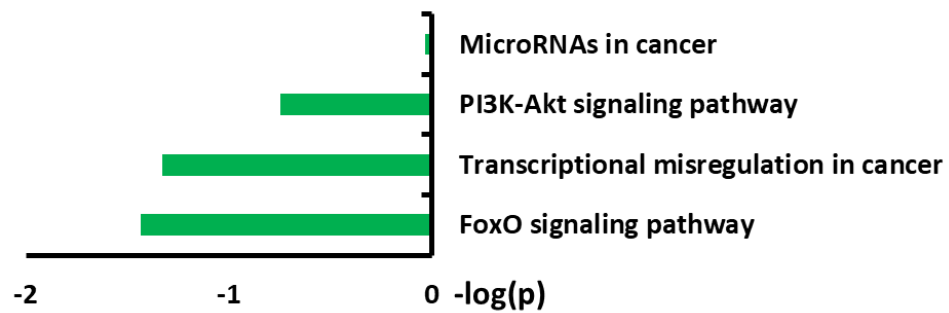 MicroRNAs in cancer
PI3K-Akt signaling pathway
Transcriptional misregulation in cancer
FoxO signaling pathway
-2 -1 0 -log(p)